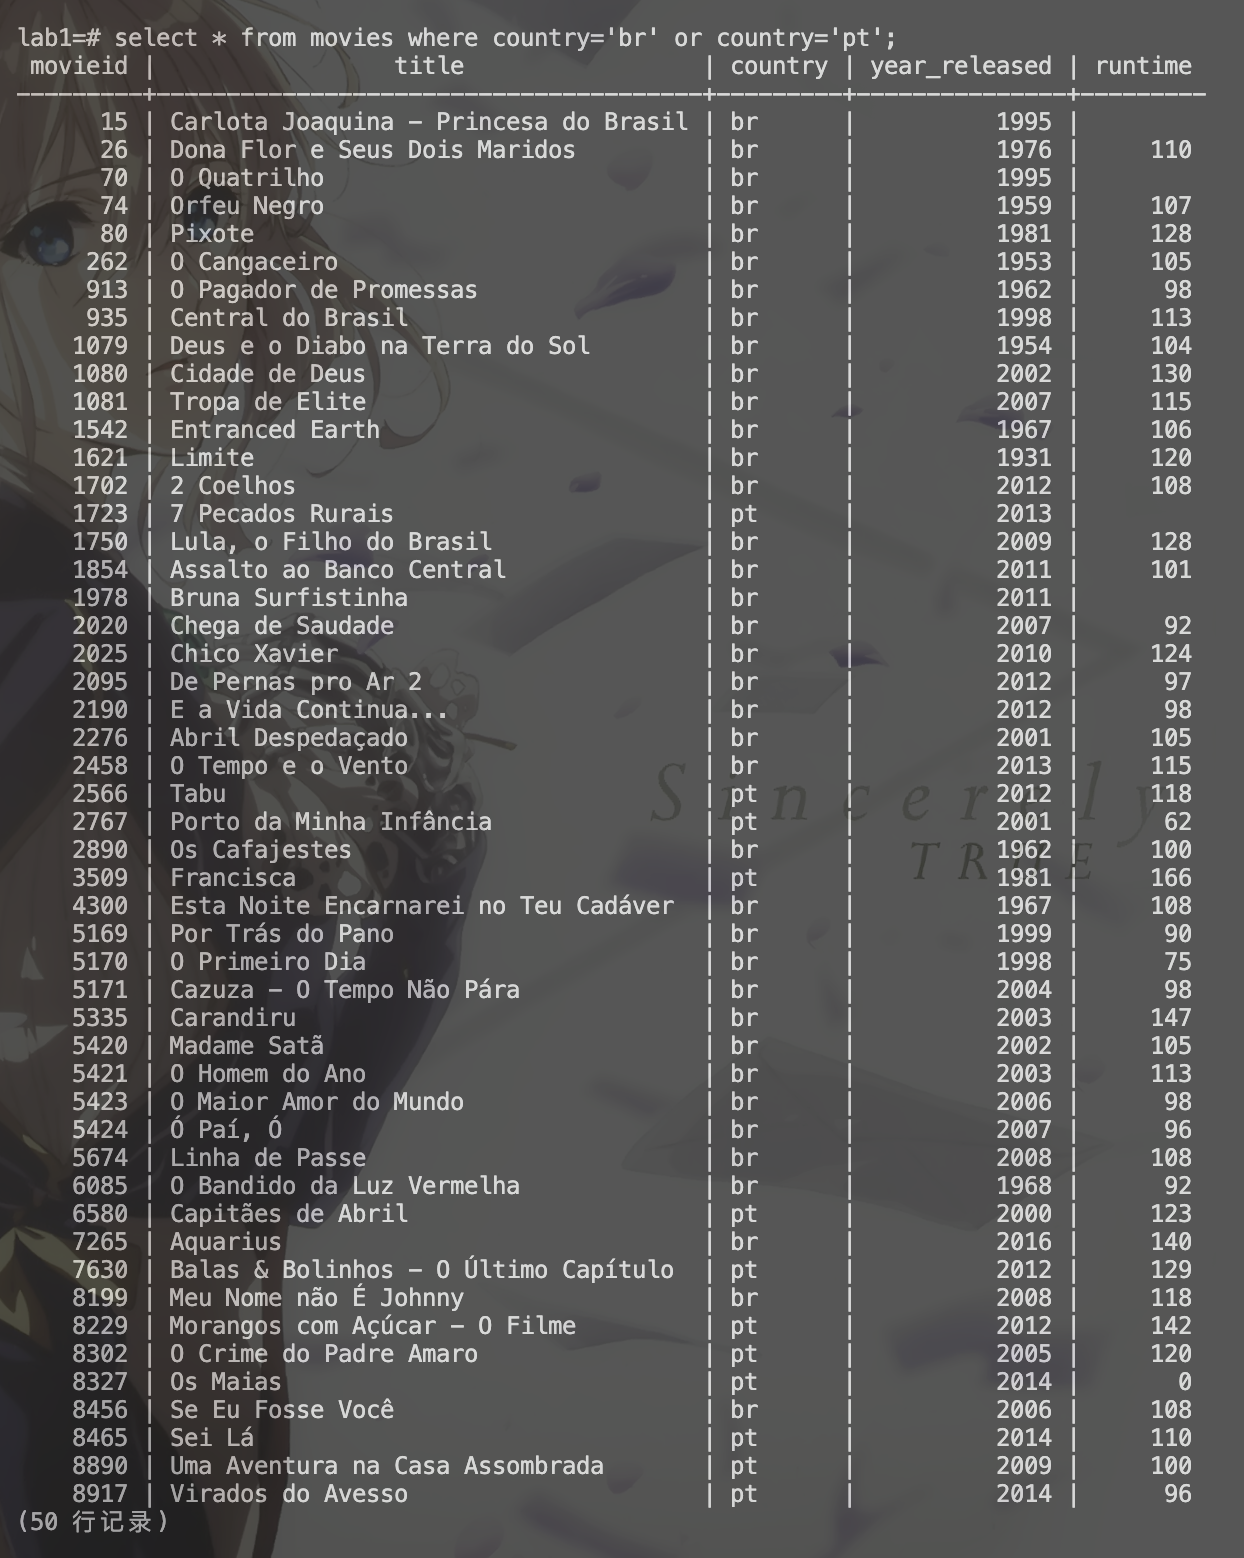 lab1=# select * from movies where country='br' or country='pt';
movieid | title | country | year_released | runtime
---------+---------------------------------------+----------+---------------+---------
15 | Carlota Joaquina - Princesa do Brasil | br | 1995 |
26 | Dona Flor e Seus Dois Maridos | br | 1976 | 110
70 | O Quatrilho | br | 1995 |
74 | Orfeu Negro | br | 1959 | 107
80 | Pixote | br | 1981 | 128
262 | O Cangaceiro | br | 1953 | 105
913 | O Pagador de Promessas | br | 1962 | 98
935 | Central do Brasil | br | 1998 | 113
1079 | Deus e o Diabo na Terra do Sol | br | 1954 | 104
1080 | Cidade de Deus | br | 2002 | 130
1081 | Tropa de Elite | br | 2007 | 115
1542 | Entranced Earth | br | 1967 | 106
1621 | Limite | br | 1931 | 120
1702 | 2 Coelhos | br | 2012 | 108
1723 | 7 Pecados Rurais | pt | 2013 |
1750 | Lula, o Filho do Brasil | br | 2009 | 128
1854 | Assalto ao Banco Central | br | 2011 | 101
1978 | Bruna Surfistinha | br | 2011 |
2020 | Chega de Saudade | br | 2007 | 92
2025 | Chico Xavier | br | 2010 | 124
2095 | De Pernas pro Ar 2 | br | 2012 | 97
2190 | E a Vida Continua... | br | 2012 | 98
2276 | Abril Despedaçado | br | 2001 | 105
2458 | O Tempo e o Vento | br | 2013 | 115
2566 | Tabu | pt | 2012 | 118
2767 | Porto da Minha Infância | pt | 2001 | 62
2890 | Os Cafajestes | br | 1962 | 100
3509 | Francisca | pt | 1981 | 166
4300 | Esta Noite Encarnarei no Teu Cadáver | br | 1967 | 108
5169 | Por Trás do Pano | br | 1999 | 90
5170 | O Primeiro Dia | br | 1998 | 75
5171 | Cazuza - O Tempo Não Pára | br | 2004 | 98
5335 | Carandiru | br | 2003 | 147
5420 | Madame Satã | br | 2002 | 105
5421 | O Homem do Ano | br | 2003 | 113
5423 | O Maior Amor do Mundo | br | 2006 | 98
5424 | Ó Paí, Ó | br | 2007 | 96
5674 | Linha de Passe | br | 2008 | 108
6085 | O Bandido da Luz Vermelha | br | 1968 | 92
6580 | Capitães de Abril | pt | 2000 | 123
7265 | Aquarius | br | 2016 | 140
7630 | Balas & Bolinhos - O Último Capítulo | pt | 2012 | 129
8199 | Meu Nome não É Johnny | br | 2008 | 118
8229 | Morangos com Açúcar - O Filme | pt | 2012 | 142
8302 | O Crime do Padre Amaro | pt | 2005 | 120
8327 | Os Maias | pt | 2014 | 0
8456 | Se Eu Fosse Você | br | 2006 | 108
8465 | Sei Lá | pt | 2014 | 110
8890 | Uma Aventura na Casa Assombrada | pt | 2009 | 100
8917 | Virados do Avesso | pt | 2014 | 96
(50 行记录)
Sincerely
TRUE